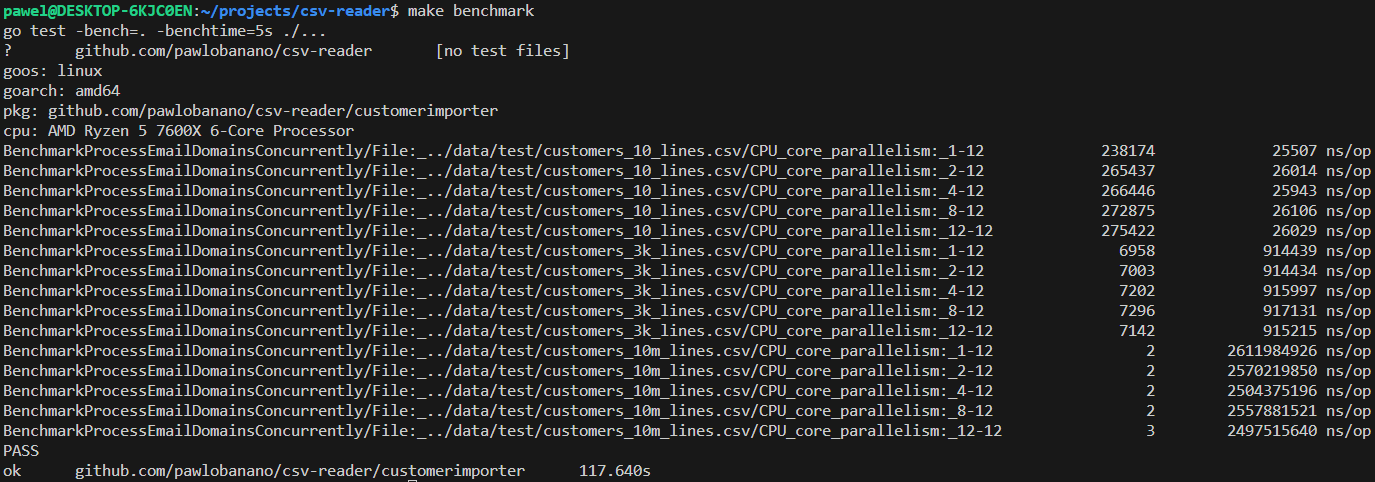 pawel@DESKTOP-6KJC0EN:~/projects/csv-reader$ make benchmark
go test -bench=. -benchtime=5s ./...
?       github.com/pawlobanano/csv-reader       [no test files]
goos: linux
goarch: amd64
pkg: github.com/pawlobanano/csv-reader/customerimporter
cpu: AMD Ryzen 5 7600X 6-Core Processor
BenchmarkProcessEmailDomainsConcurrently/File:_../data/test/customers_10_lines.csv/CPU_core_parallelism:_1-12             238174             25507 ns/op
BenchmarkProcessEmailDomainsConcurrently/File:_../data/test/customers_10_lines.csv/CPU_core_parallelism:_2-12             265437             26014 ns/op
BenchmarkProcessEmailDomainsConcurrently/File:_../data/test/customers_10_lines.csv/CPU_core_parallelism:_4-12             266446             25943 ns/op
BenchmarkProcessEmailDomainsConcurrently/File:_../data/test/customers_10_lines.csv/CPU_core_parallelism:_8-12             272875             26106 ns/op
BenchmarkProcessEmailDomainsConcurrently/File:_../data/test/customers_10_lines.csv/CPU_core_parallelism:_12-12            275422             26029 ns/op
BenchmarkProcessEmailDomainsConcurrently/File:_../data/test/customers_3k_lines.csv/CPU_core_parallelism:_1-12               6958            914439 ns/op
BenchmarkProcessEmailDomainsConcurrently/File:_../data/test/customers_3k_lines.csv/CPU_core_parallelism:_2-12               7003            914434 ns/op
BenchmarkProcessEmailDomainsConcurrently/File:_../data/test/customers_3k_lines.csv/CPU_core_parallelism:_4-12               7202            915997 ns/op
BenchmarkProcessEmailDomainsConcurrently/File:_../data/test/customers_3k_lines.csv/CPU_core_parallelism:_8-12               7296            917131 ns/op
BenchmarkProcessEmailDomainsConcurrently/File:_../data/test/customers_3k_lines.csv/CPU_core_parallelism:_12-12              7142            915215 ns/op
BenchmarkProcessEmailDomainsConcurrently/File:_../data/test/customers_10m_lines.csv/CPU_core_parallelism:_1-12                 2        2611984926 ns/op
BenchmarkProcessEmailDomainsConcurrently/File:_../data/test/customers_10m_lines.csv/CPU_core_parallelism:_2-12                 2        2570219850 ns/op
BenchmarkProcessEmailDomainsConcurrently/File:_../data/test/customers_10m_lines.csv/CPU_core_parallelism:_4-12                 2        2504375196 ns/op
BenchmarkProcessEmailDomainsConcurrently/File:_../data/test/customers_10m_lines.csv/CPU_core_parallelism:_8-12                 2        2557881521 ns/op
BenchmarkProcessEmailDomainsConcurrently/File:_../data/test/customers_10m_lines.csv/CPU_core_parallelism:_12-12                3        2497515640 ns/op
PASS
ok      github.com/pawlobanano/csv-reader/customerimporter      117.640s